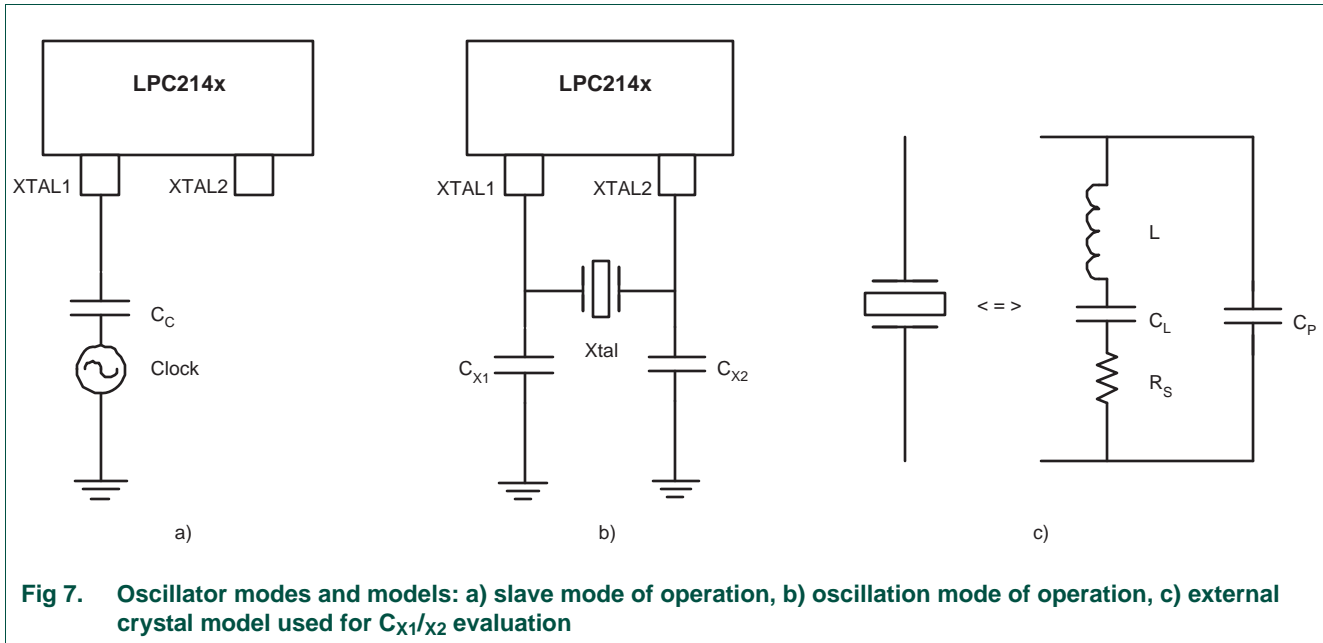 LPC214x
LPC214x
XTAL1
XTAL2
XTAL1
XTAL2
L
< = >
C_C
C_L
C_P
Xtal
Clock
C_X1
C_X2
R_S
a)
b)
c)
Fig 7. Oscillator modes and models: a) slave mode of operation, b) oscillation mode of operation, c) external
crystal model used for C_X1/X2 evaluation